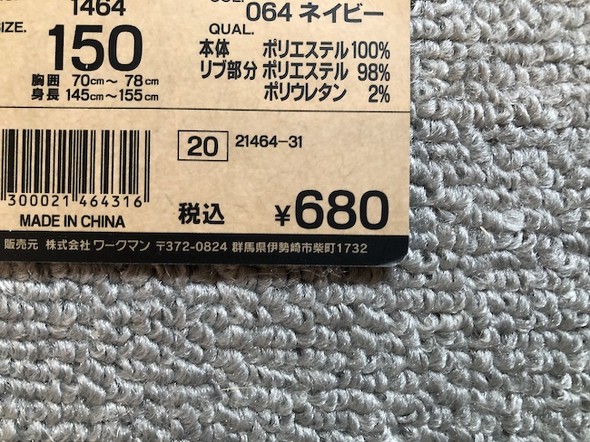 1464
064 ネイビー
SIZE.
150
胸囲 70cm〜 78cm
身長 145cm〜155cm
QUAL.
本体 ポリエステル100%
リブ部分 ポリエステル 98%
ポリウレタン 2%
300021 464316
MADE IN CHINA
20 21464-31
税込 ¥680
販売元 株式会社 ワークマン 〒372-0824 群馬県伊勢崎市柴町1732